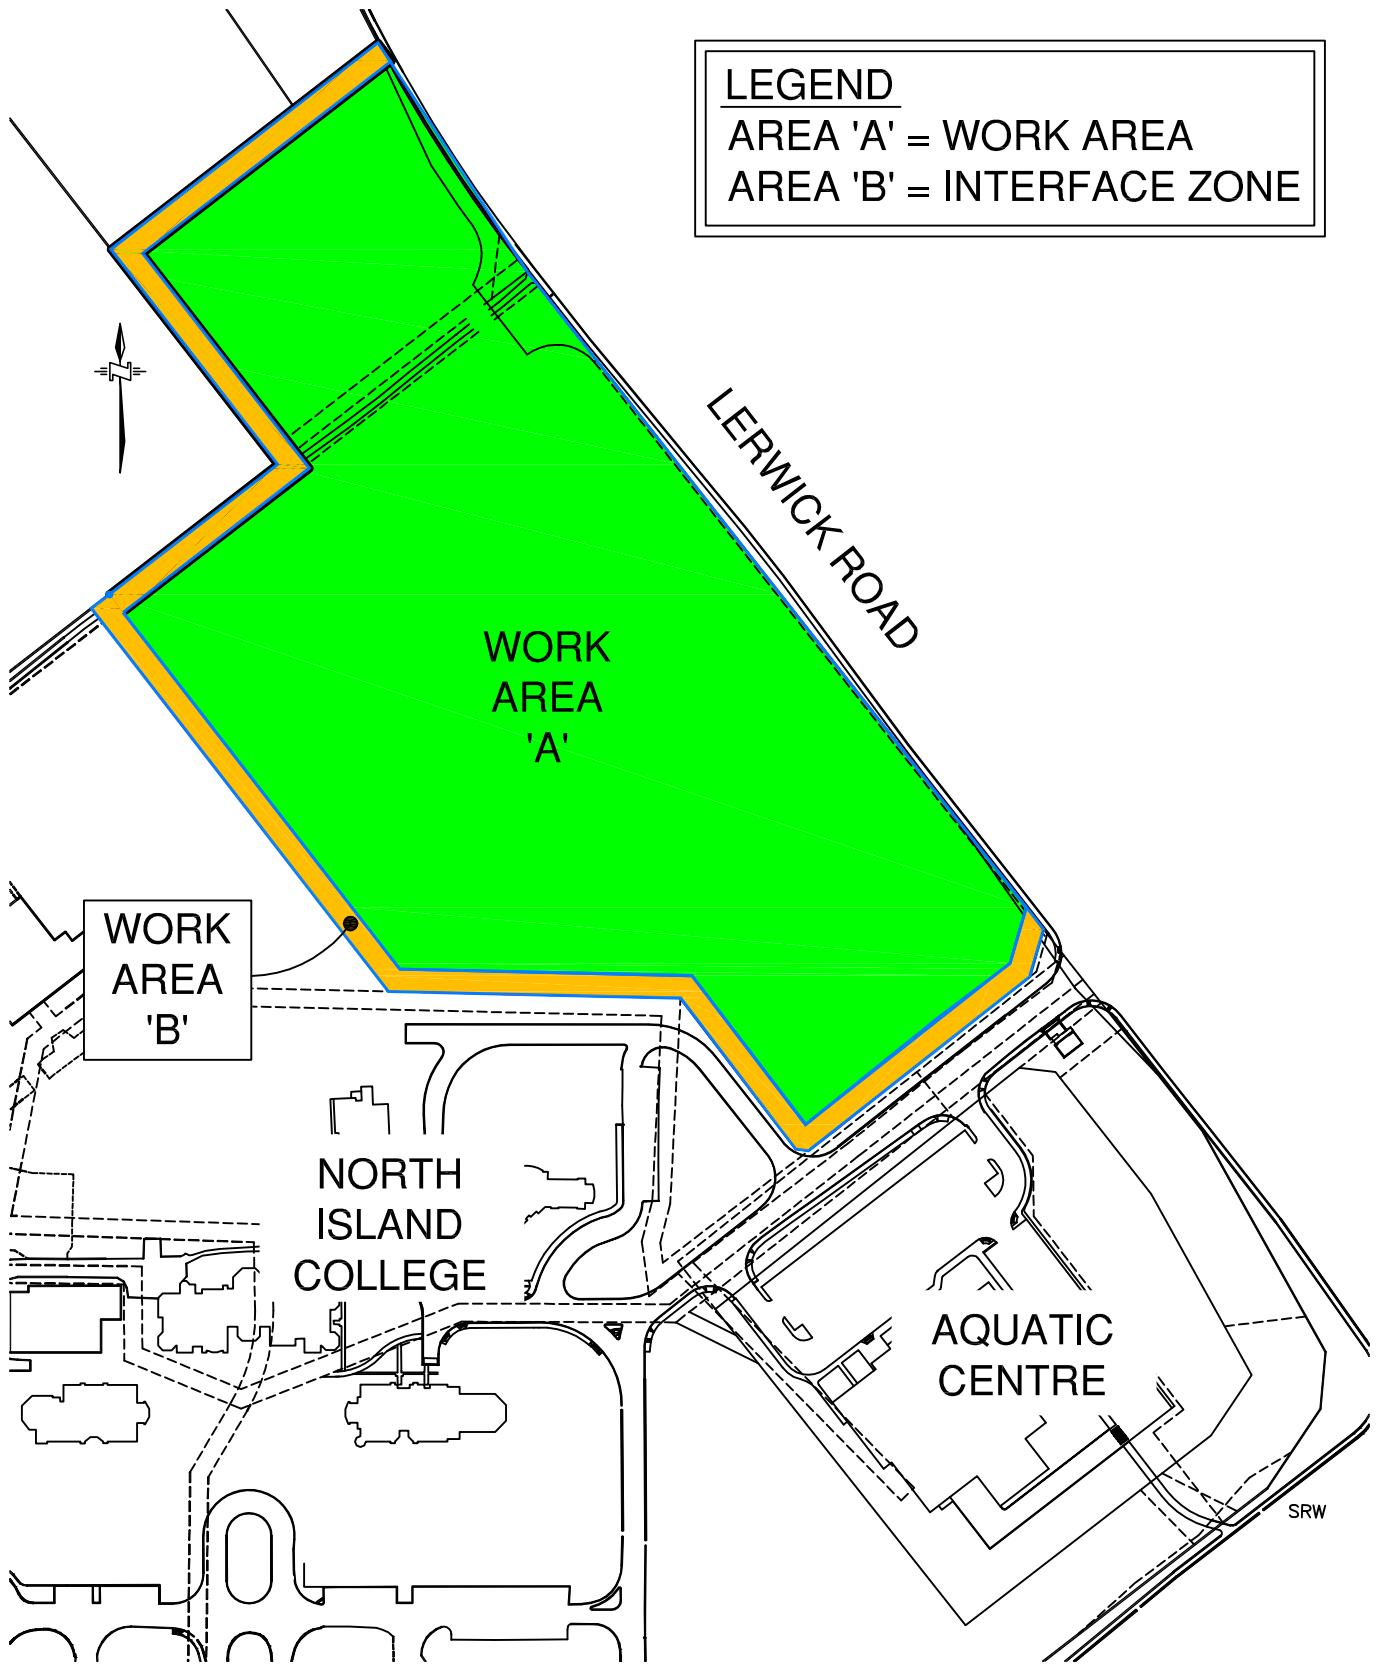 LEGEND
AREA 'A' = WORK AREA
AREA 'B' = INTERFACE ZONE
N
LERWICK ROAD
WORK
AREA
'A'
WORK
AREA
'B'
NORTH
ISLAND
COLLEGE
AQUATIC
CENTRE
SRW